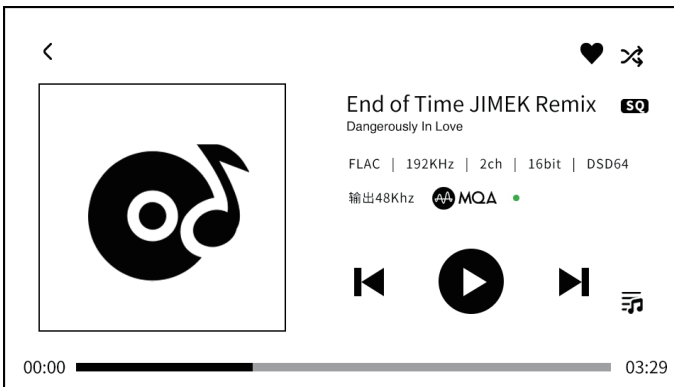 End of Time JIMEK Remix SQ
Dangerously In Love
FLAC | 192KHz | 2ch | 16bit | DSD64
输出48Khz MQA
00:00 03:29